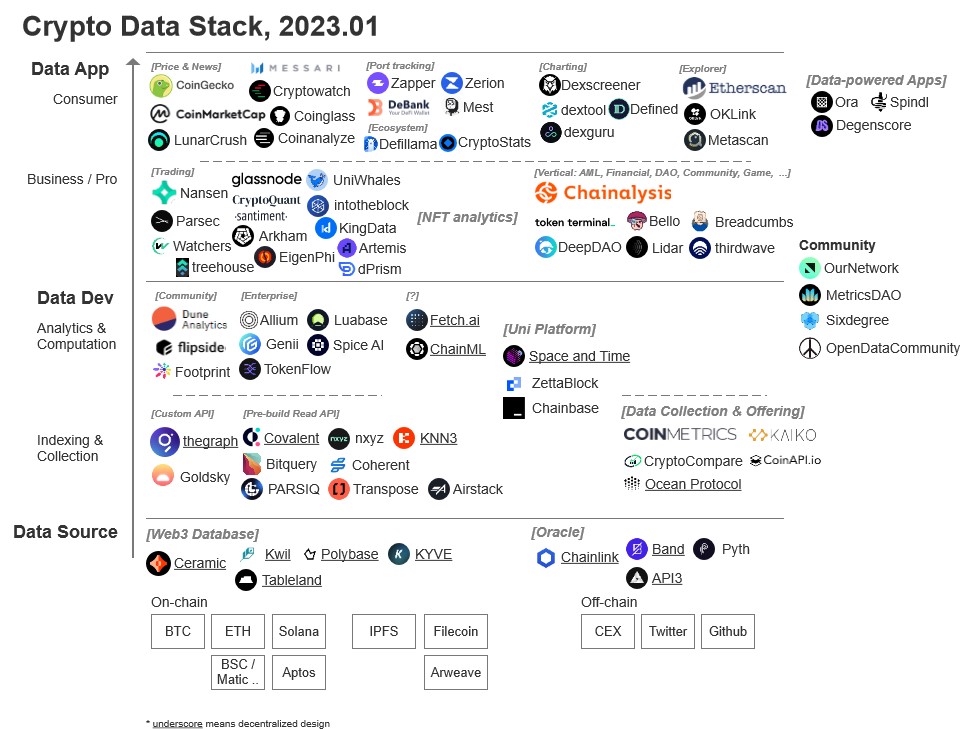 Crypto Data Stack, 2023.01
Data App
Consumer
[Price & News]
CoinGecko
MESSARI
Cryptowatch
CoinMarketCap
Coinglass
LunarCrush
Coinanalyze
[Port tracking]
Zapper
Zerion
DeBank
Your DeFi Wallet
Mest
[Ecosystem]
Defillama
CryptoStats
[Charting]
Dexscreener
dextool
Defined
dexguru
[Explorer]
Etherscan
OKLink
Metascan
[Data-powered Apps]
Ora
Spindl
Degenscore
Business / Pro
[Trading]
Nansen
glassnode
UniWhales
CryptoQuant
intotheblock
Parsec
·santiment·
KingData
Watchers
Arkham
Artemis
treehouse
EigenPhi
dPrism
[NFT analytics]
[Vertical: AML, Financial, DAO, Community, Game, ...]
Chainalysis
token terminal_
Bello
Breadcumbs
DeepDAO
Lidar
thirdwave
Community
OurNetwork
MetricsDAO
Sixdegree
OpenDataCommunity
Data Dev
Analytics &
Computation
[Community]
Dune
Analytics
flipside
Footprint
[Enterprise]
Allium
Luabase
Genii
Spice AI
TokenFlow
[?]
Fetch.ai
ChainML
[Uni Platform]
Space and Time
ZettaBlock
Chainbase
Indexing &
Collection
[Custom API]
thegraph
Goldsky
[Pre-build Read API]
Covalent
nxyz
nxyz
KNN3
Bitquery
Coherent
PARSIQ
Transpose
Airstack
[Data Collection & Offering]
COINMETRICS
KAIKO
CryptoCompare
CoinAPI.io
Ocean Protocol
Data Source
[Web3 Database]
Ceramic
Kwil
Polybase
KYVE
Tableland
[Oracle]
Chainlink
Band
Pyth
API3
On-chain
BTC
ETH
Solana
IPFS
Filecoin
BSC /
Matic ..
Aptos
Arweave
Off-chain
CEX
Twitter
Github
* underscore means decentralized design